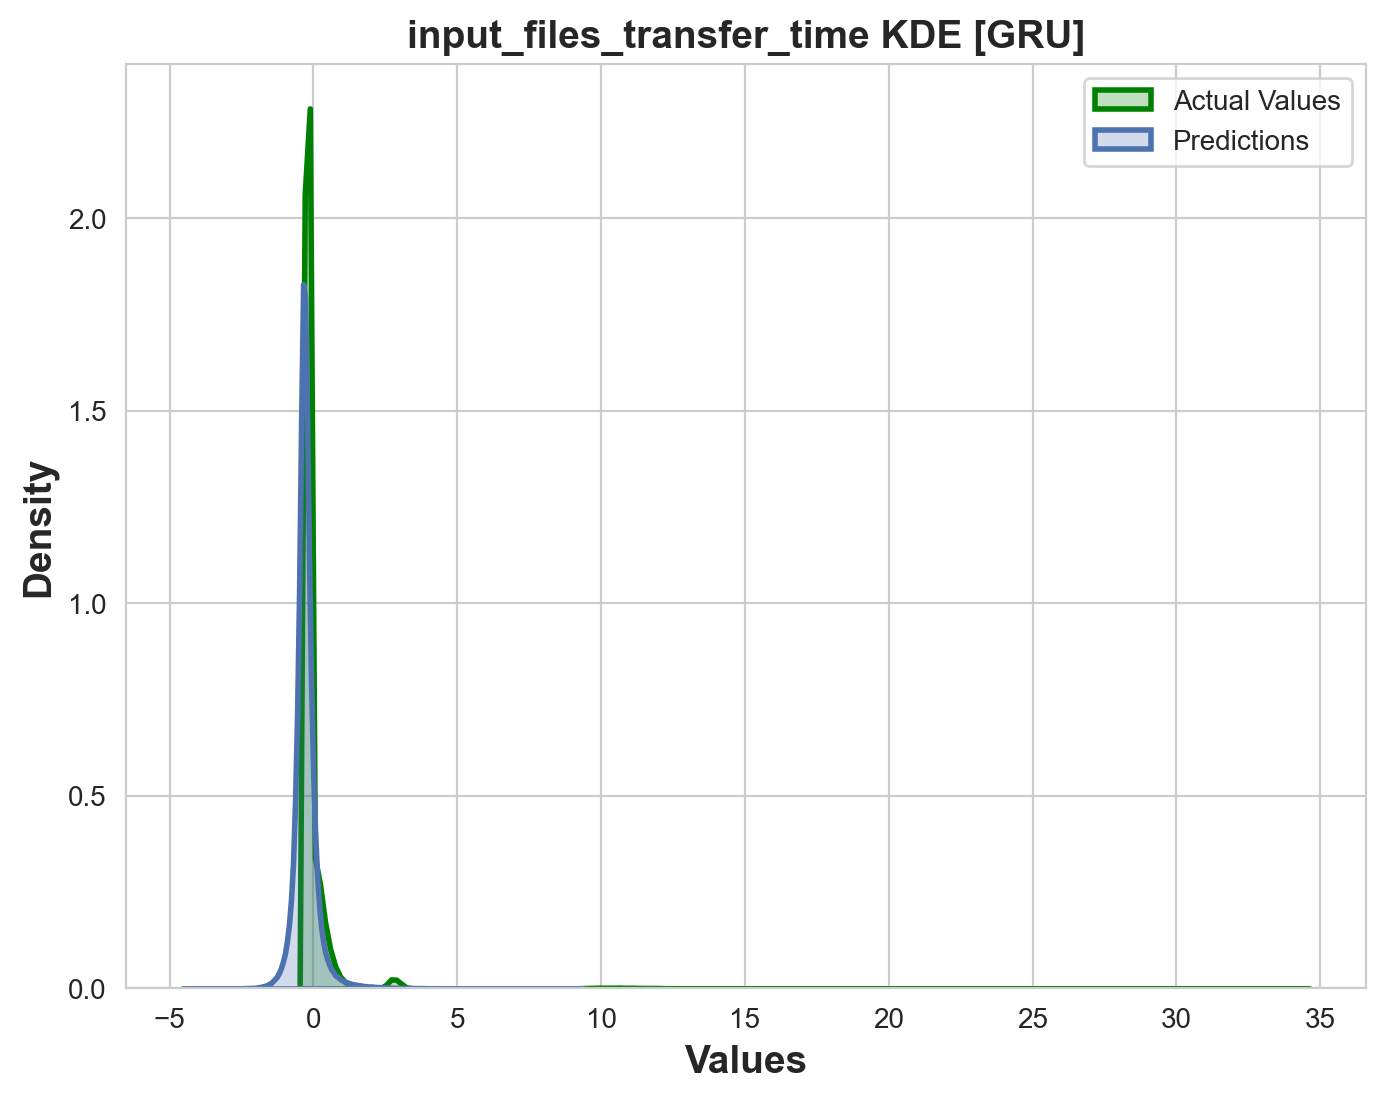 input_files_transfer_time KDE [GRU]
Actual Values
Predictions
Density
2.0
1.5
1.0
0.5
0.0
−5 0 5 10 15 20 25 30 35
Values